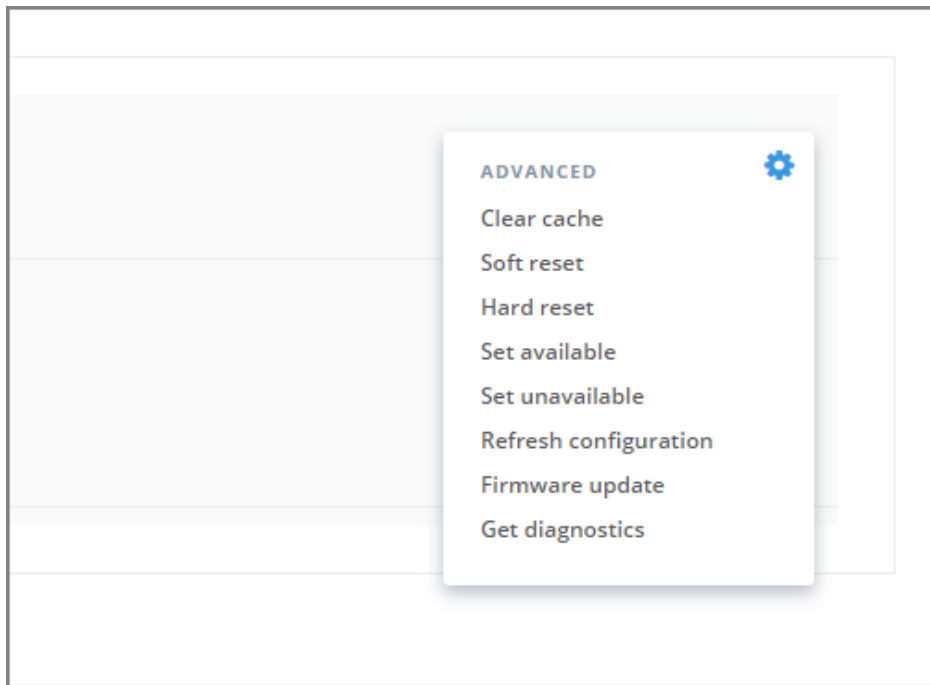 ADVANCED
Clear cache
Soft reset
Hard reset
Set available
Set unavailable
Refresh configuration
Firmware update
Get diagnostics